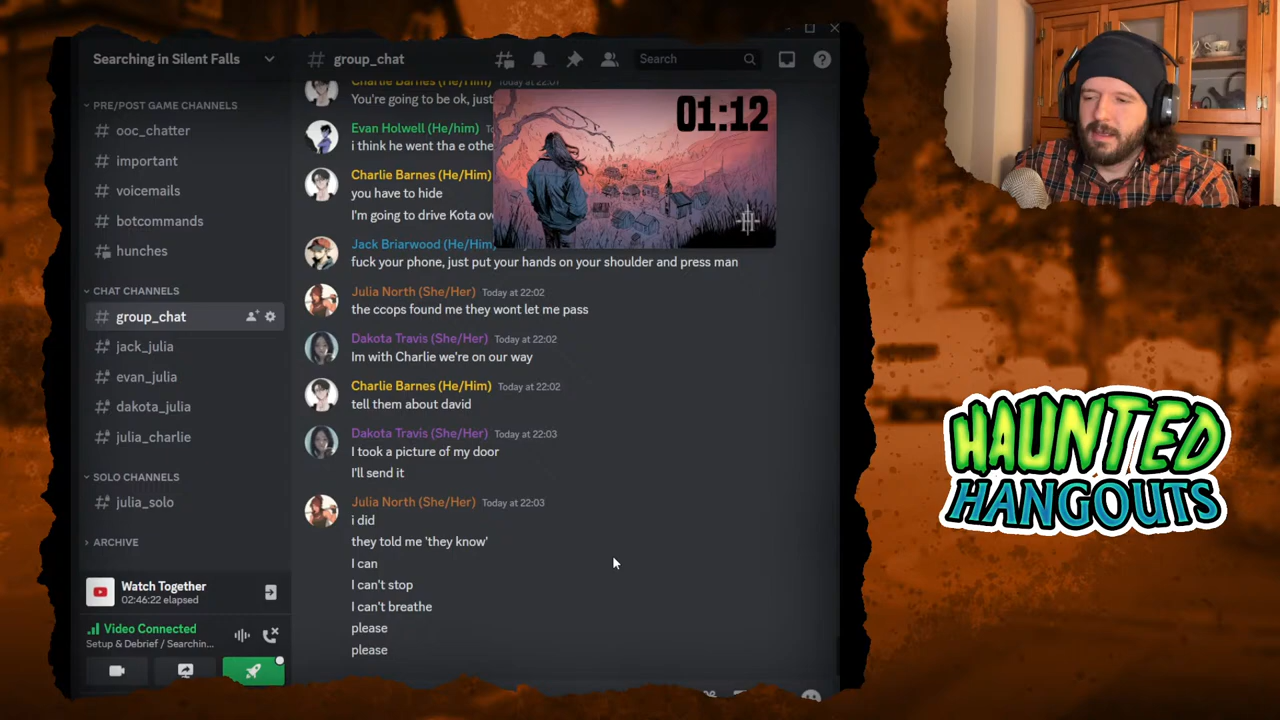 Searching in Silent Falls
group_chat
Search
PRE/POST GAME CHANNELS
ooc_chatter
important
voicemails
botcommands
hunches
CHAT CHANNELS
group_chat
jack_julia
evan_julia
dakota_julia
julia_charlie
SOLO CHANNELS
julia_solo
ARCHIVE
Watch Together
02:46:22 elapsed
Video Connected
Setup & Debrief / Searchin...
Charlie Barnes (He/Him) Today at 22:01
You're going to be ok, just
Evan Holwell (He/him)
i think he went tha e othe
Charlie Barnes (He/Him)
you have to hide
I'm going to drive Kota ov
Jack Briarwood (He/Him)
fuck your phone, just put your hands on your shoulder and press man
Julia North (She/Her) Today at 22:02
the ccops found me they wont let me pass
Dakota Travis (She/Her) Today at 22:02
Im with Charlie we're on our way
Charlie Barnes (He/Him) Today at 22:02
tell them about david
Dakota Travis (She/Her) Today at 22:03
I took a picture of my door
I'll send it
Julia North (She/Her) Today at 22:03
i did
they told me 'they know'
I can
I can't stop
I can't breathe
please
please
01:12
HAUNTED
HANGOUTS